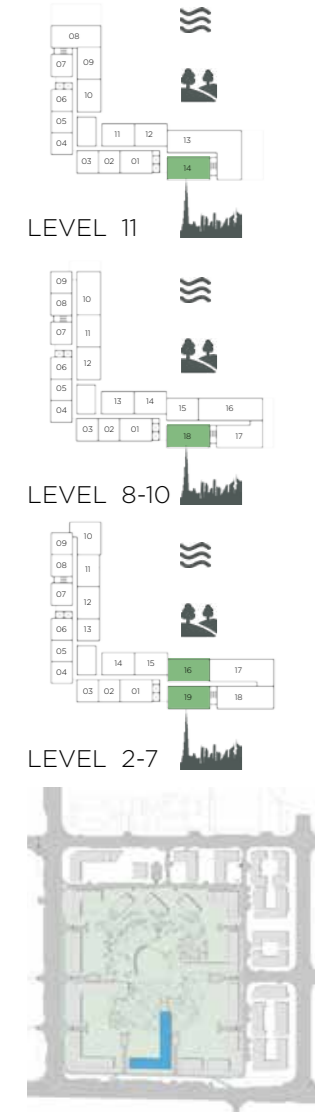 08
07 09
06 10
05
04
11 12 13
03 02 01 14
LEVEL 11
09
08 10
07 11
06 12
05
04
13 14 15 16
03 02 01 18 17
LEVEL 8-10
10
09
08 11
07 12
06 13
05
04
14 15 16 17
03 02 01 19 18
LEVEL 2-7